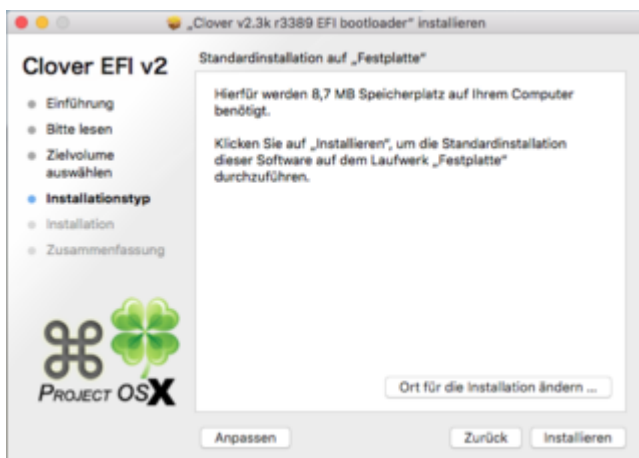 „Clover v2.3k r3389 EFI bootloader“ installieren
Clover EFI v2
Standardinstallation auf „Festplatte“
Einführung
Bitte lesen
Zielvolume
auswählen
Installationstyp
Installation
Zusammenfassung
Hierfür werden 8,7 MB Speicherplatz auf Ihrem Computer
benötigt.
Klicken Sie auf „Installieren“, um die Standardinstallation
dieser Software auf dem Laufwerk „Festplatte“
durchzuführen.
PROJECT OSX
Ort für die Installation ändern ...
Anpassen
Zurück
Installieren